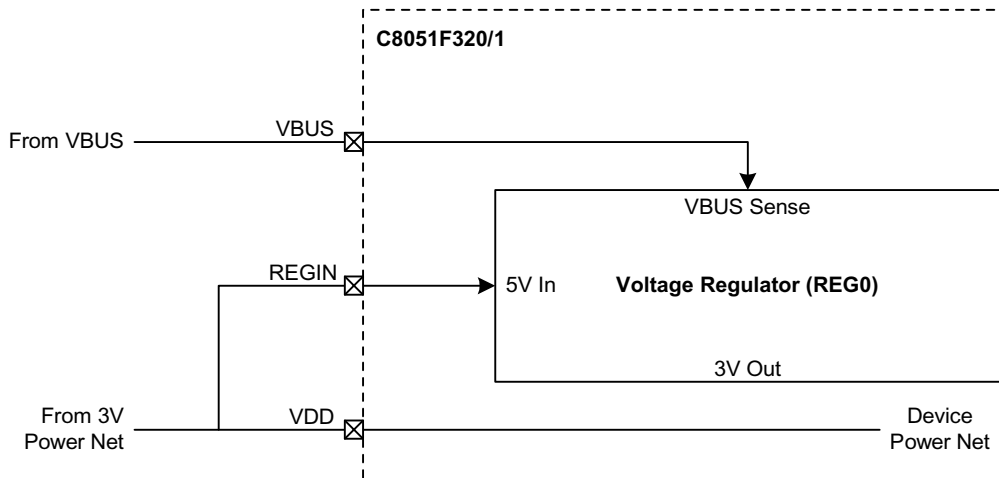 C8051F320/1
From VBUS
VBUS
VBUS Sense
REGIN
5V In
Voltage Regulator (REG0)
3V Out
From 3V
Power Net
VDD
Device
Power Net